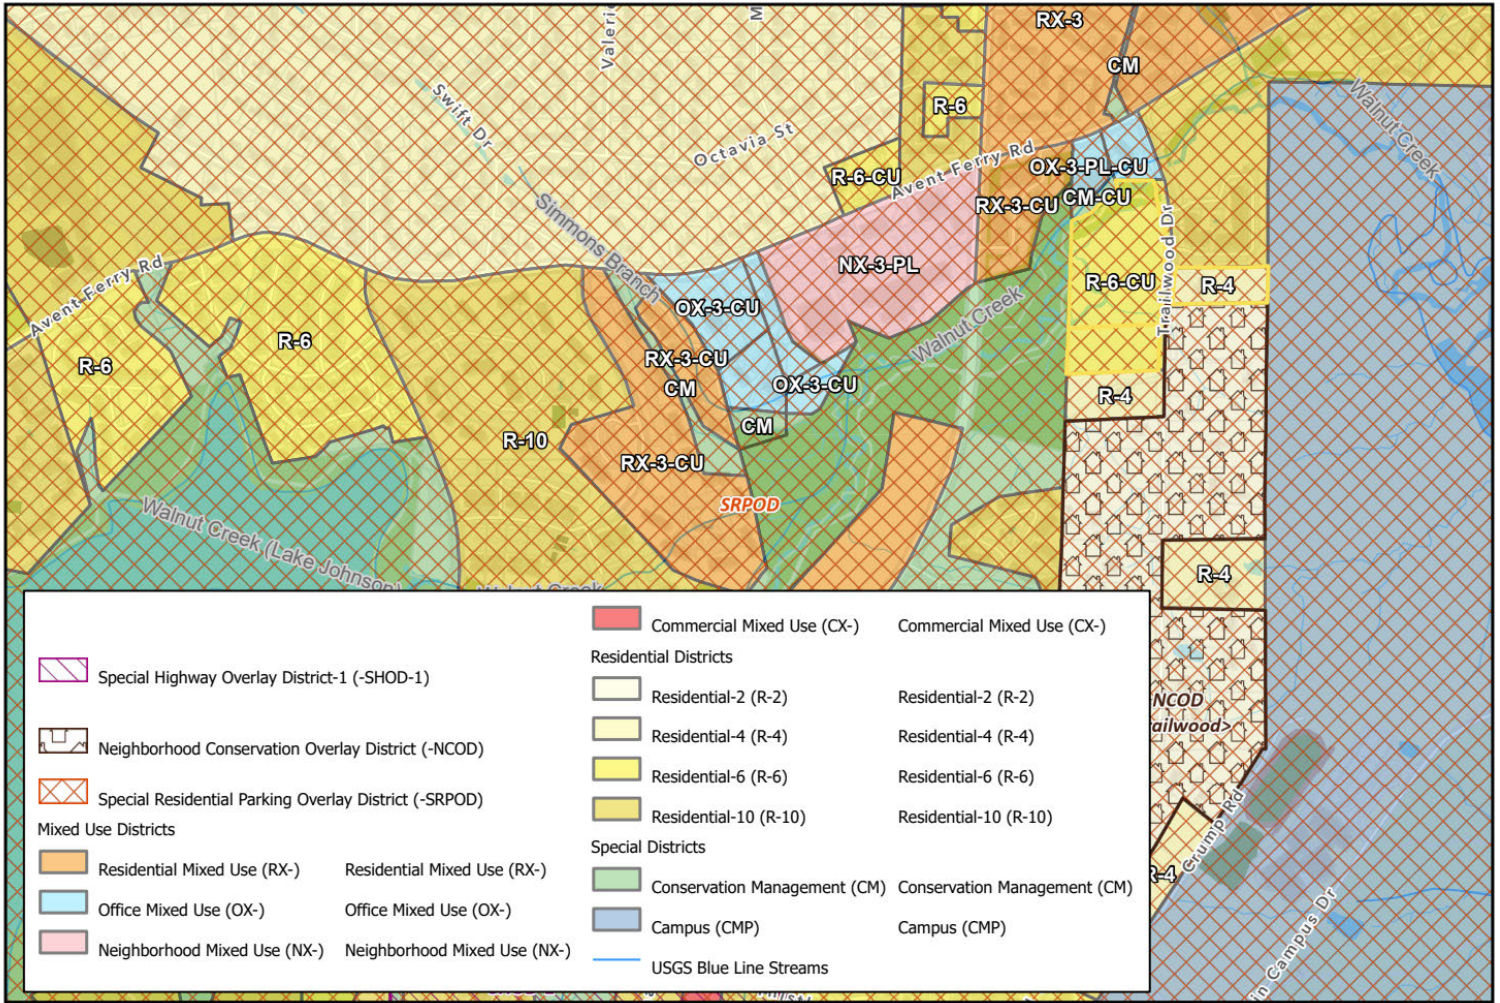 RX-3
Valeri
M
CM
Swift Dr
R-6
Walnut Creek
Octavia St
Avent Ferry Rd
OX-3-PL-CU
R-6-CU
RX-3-CU
CM-CU
Simmons Branch
Trailwood Dr
NX-3-PL
Avent Ferry Rd
R-6-CU
R-4
OX-3-CU
Walnut Creek
R-6
R-6
RX-3-CU
OX-3-CU
CM
R-4
CM
R-10
RX-3-CU
SRPOD
Walnut Creek (Lake Johnson)
Walnut Creek
R-4
NCOD
railwood>
Crump Rd
R-4
in Campus Dr
Special Highway Overlay District-1 (-SHOD-1)
Neighborhood Conservation Overlay District (-NCOD)
Special Residential Parking Overlay District (-SRPOD)
Mixed Use Districts
Residential Mixed Use (RX-) Residential Mixed Use (RX-)
Office Mixed Use (OX-) Office Mixed Use (OX-)
Neighborhood Mixed Use (NX-) Neighborhood Mixed Use (NX-)
Commercial Mixed Use (CX-) Commercial Mixed Use (CX-)
Residential Districts
Residential-2 (R-2) Residential-2 (R-2)
Residential-4 (R-4) Residential-4 (R-4)
Residential-6 (R-6) Residential-6 (R-6)
Residential-10 (R-10) Residential-10 (R-10)
Special Districts
Conservation Management (CM) Conservation Management (CM)
Campus (CMP) Campus (CMP)
USGS Blue Line Streams